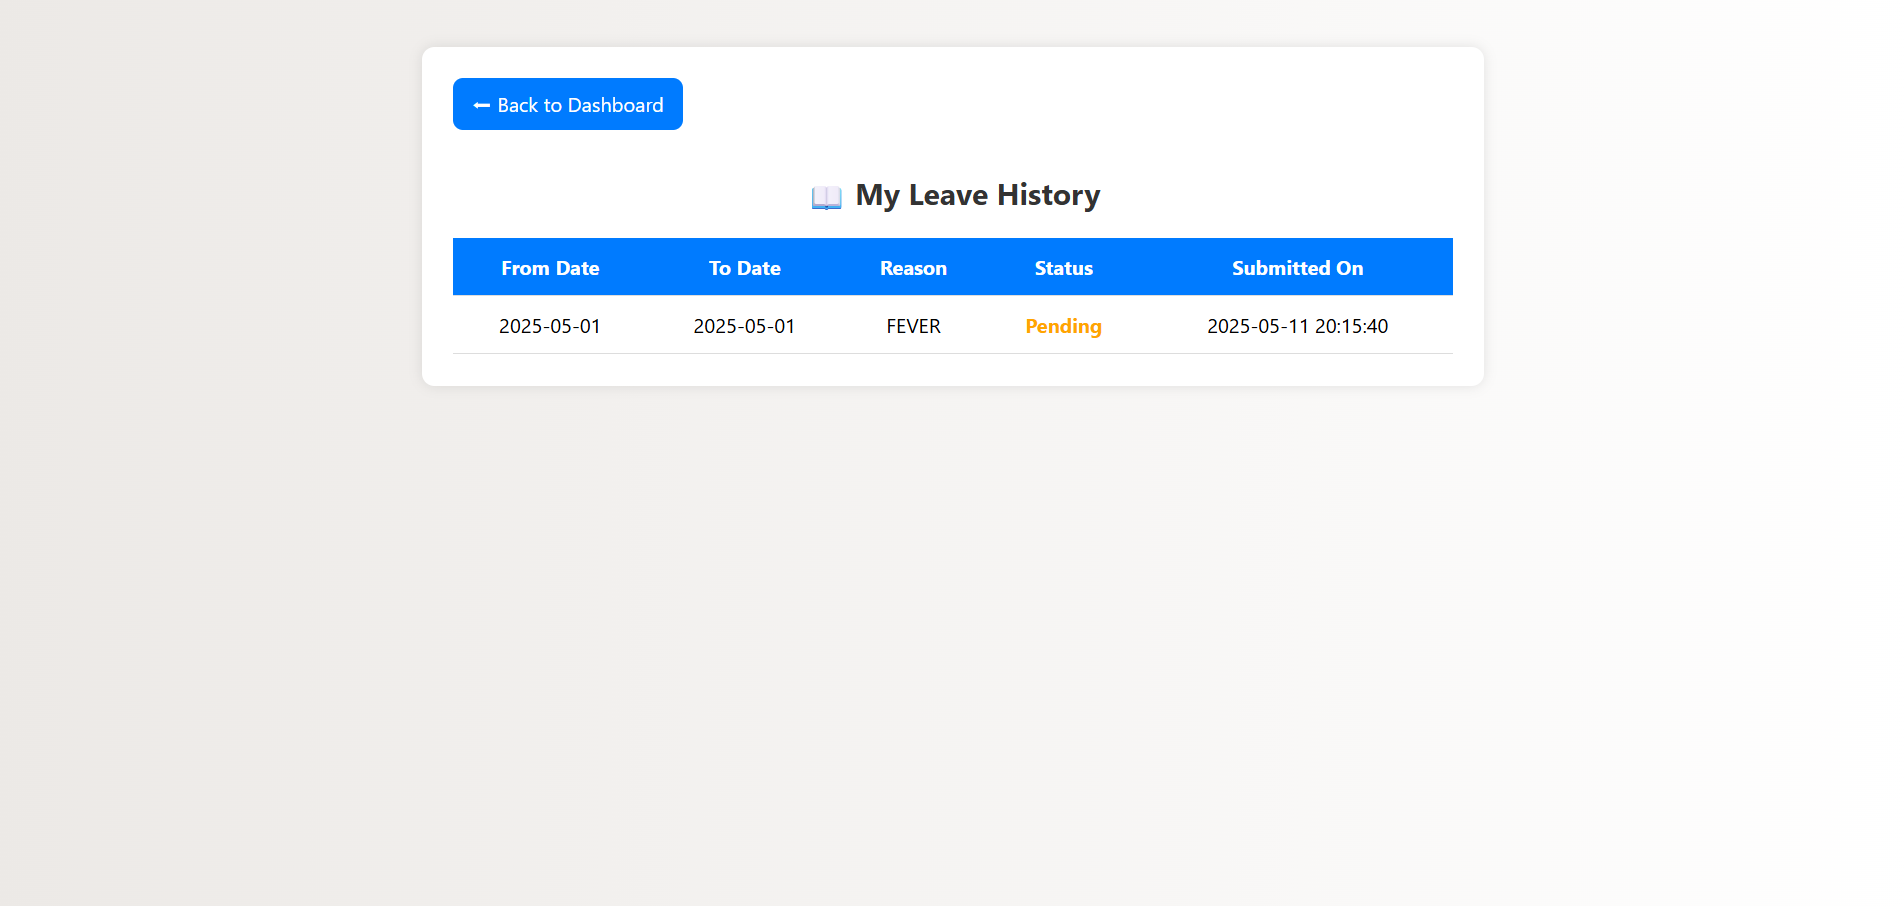 ⬅ Back to Dashboard
📖 My Leave History
From Date To Date Reason Status Submitted On
2025-05-01 2025-05-01 FEVER Pending 2025-05-11 20:15:40